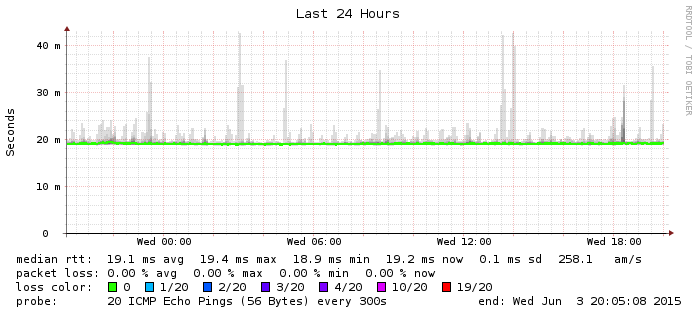 Last 24 Hours
RRDTOOL / TOBI OETIKER
Seconds
40 m
30 m
20 m
10 m
0
Wed 00:00 Wed 06:00 Wed 12:00 Wed 18:00
median rtt: 19.1 ms avg 19.4 ms max 18.9 ms min 19.2 ms now 0.1 ms sd 258.1 am/s
packet loss: 0.00 % avg 0.00 % max 0.00 % min 0.00 % now
loss color: 0 1/20 2/20 3/20 4/20 10/20 19/20
probe: 20 ICMP Echo Pings (56 Bytes) every 300s end: Wed Jun 3 20:05:08 2015